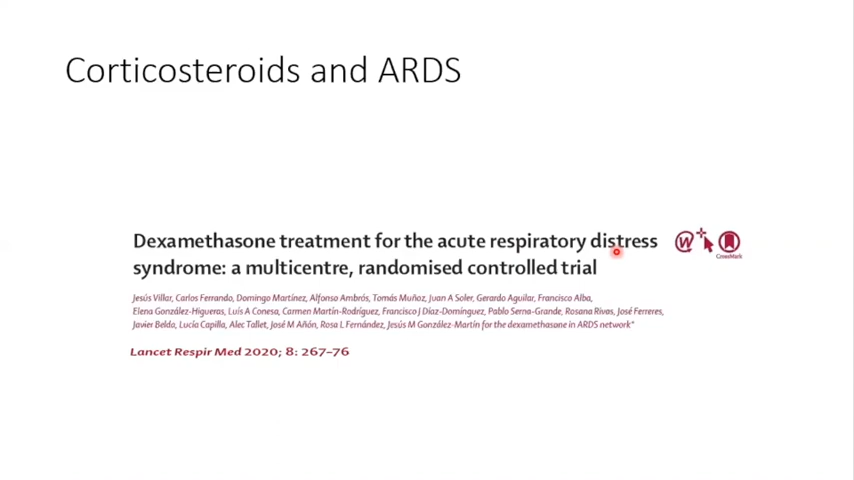 Corticosteroids and ARDS
Dexamethasone treatment for the acute respiratory distress
syndrome: a multicentre, randomised controlled trial
W
CrossMark
Jesús Villar, Carlos Ferrando, Domingo Martínez, Alfonso Ambrós, Tomás Muñoz, Juan A Soler, Gerardo Aguilar, Francisco Alba,
Elena González-Higueras, Luís A Conesa, Carmen Martín-Rodríguez, Francisco J Díaz-Domínguez, Pablo Serna-Grande, Rosana Rivas, José Ferreres,
Javier Belda, Lucía Capilla, Alec Tallet, José M Añón, Rosa L Fernández, Jesús M González-Martín for the dexamethasone in ARDS network*
Lancet Respir Med 2020; 8: 267–76